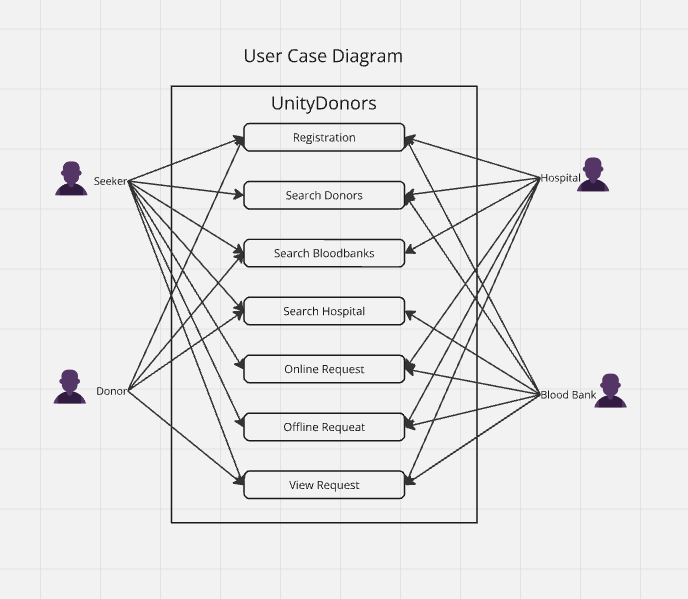 User Case Diagram
UnityDonors
Registration
Seeker
Hospital
Search Donors
Search Bloodbanks
Search Hospital
Online Request
Donor
Blood Bank
Offline Requeat
View Request